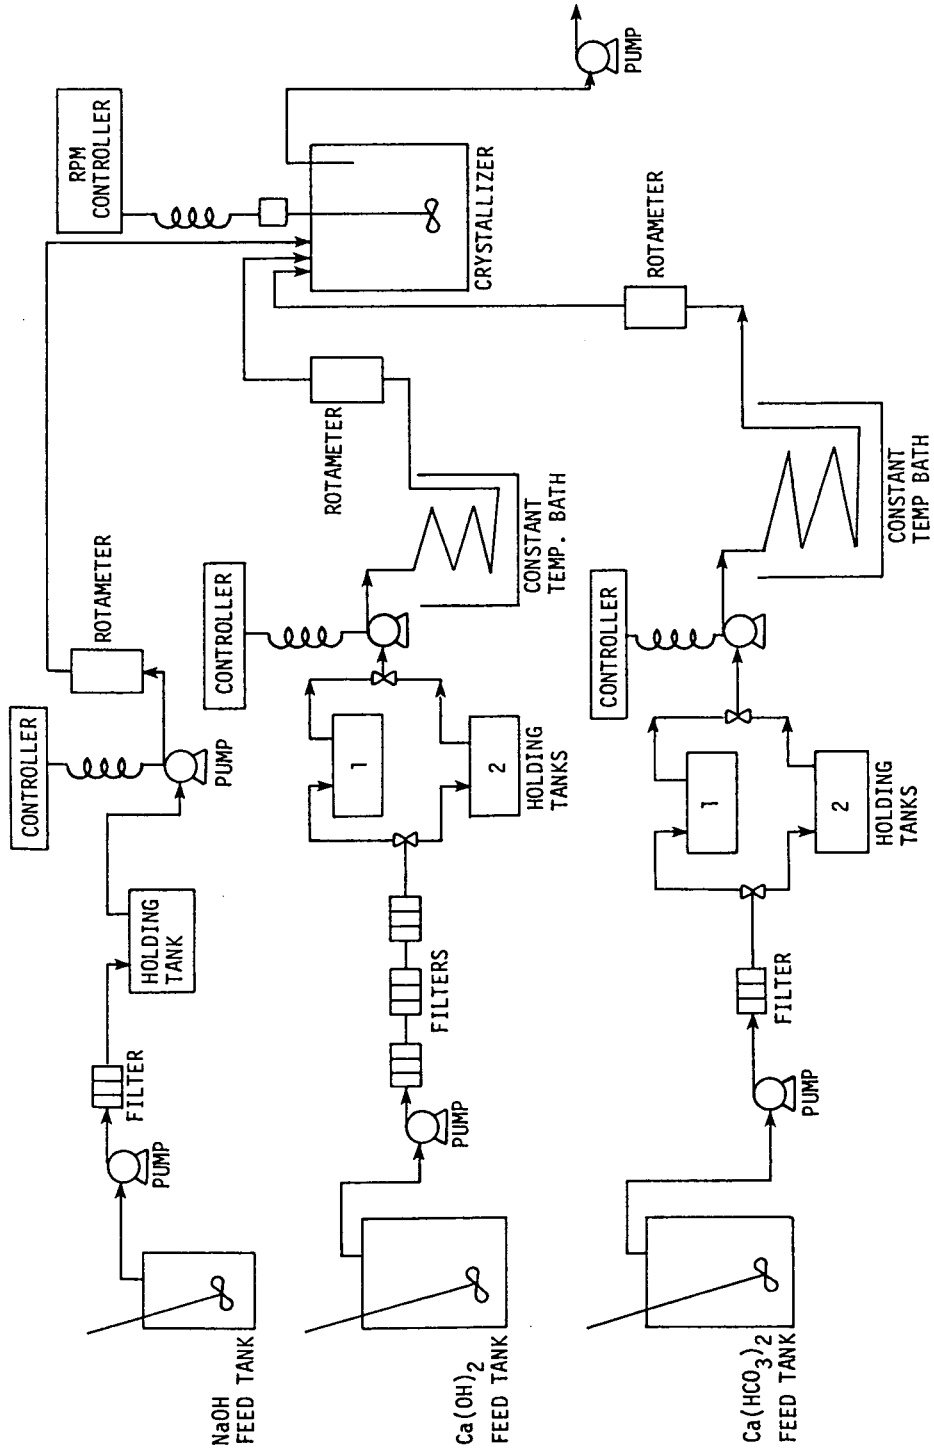 NaOH
FEED TANK
PUMP
FILTER
HOLDING
TANK
PUMP
CONTROLLER
ROTAMETER
RPM
CONTROLLER
CRYSTALLIZER
PUMP
Ca(OH)2
FEED TANK
PUMP
FILTERS
1
2
HOLDING
TANKS
CONTROLLER
CONSTANT
TEMP. BATH
ROTAMETER
Ca(HCO3)2
FEED TANK
PUMP
FILTER
1
2
HOLDING
TANKS
CONTROLLER
CONSTANT
TEMP BATH
ROTAMETER